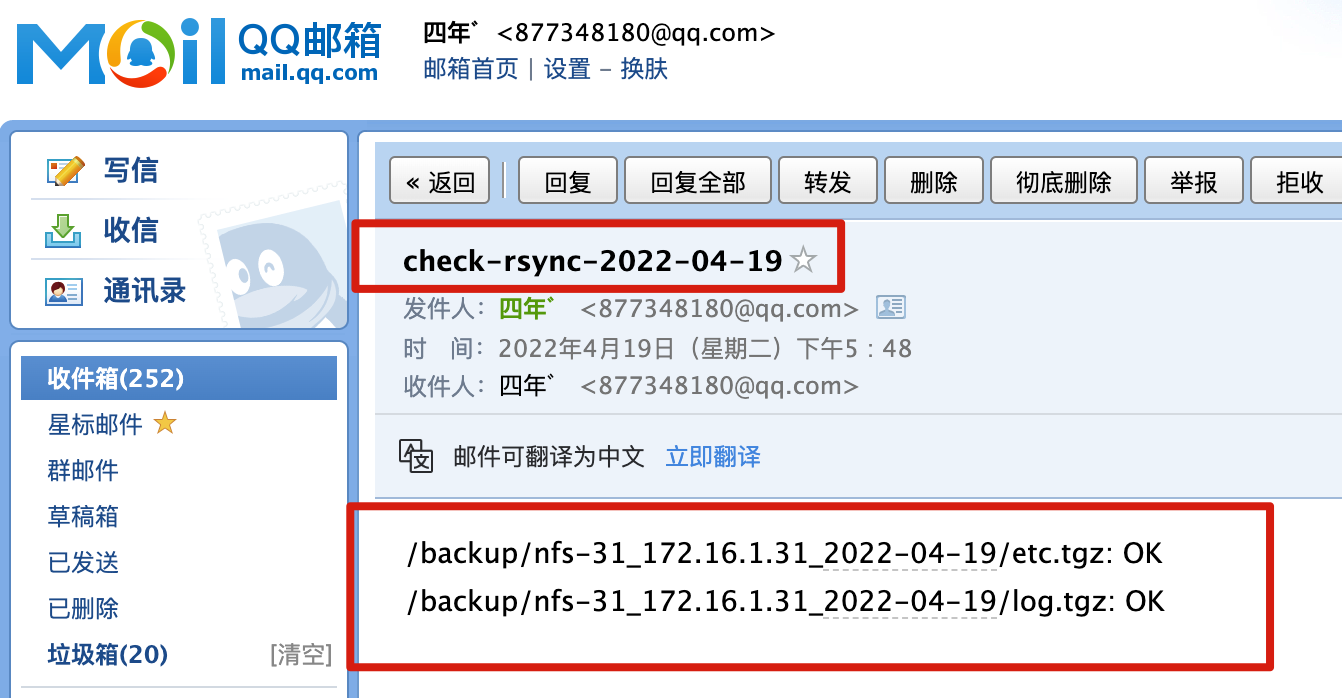 Mail QQ邮箱
mail.qq.com
四年゛ <877348180@qq.com>
邮箱首页 | 设置 - 换肤
写信
收信
通讯录
收件箱(252)
星标邮件
群邮件
草稿箱
已发送
已删除
垃圾箱(20) [清空]
« 返回 回复 回复全部 转发 删除 彻底删除 举报 拒收
check-rsync-2022-04-19
发件人：四年゛ <877348180@qq.com>
时 间：2022年4月19日（星期二）下午5：48
收件人：四年゛ <877348180@qq.com>
邮件可翻译为中文 立即翻译
/backup/nfs-31_172.16.1.31_2022-04-19/etc.tgz: OK
/backup/nfs-31_172.16.1.31_2022-04-19/log.tgz: OK